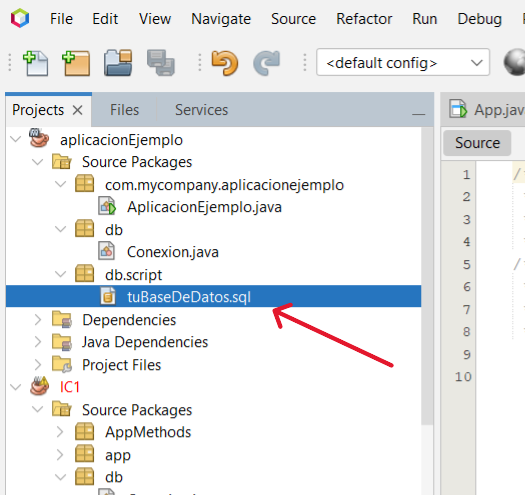 File Edit View Navigate Source Refactor Run Debug
<default config>
Projects Files Services
App.jav
aplicacionEjemplo
Source
Source Packages
1
com.mycompany.aplicacionejemplo
2
AplicacionEjemplo.java
3
db
4
Conexion.java
5
db.script
6
tuBaseDeDatos.sql
7
Dependencies
8
Java Dependencies
9
Project Files
10
IC1
Source Packages
AppMethods
app
db